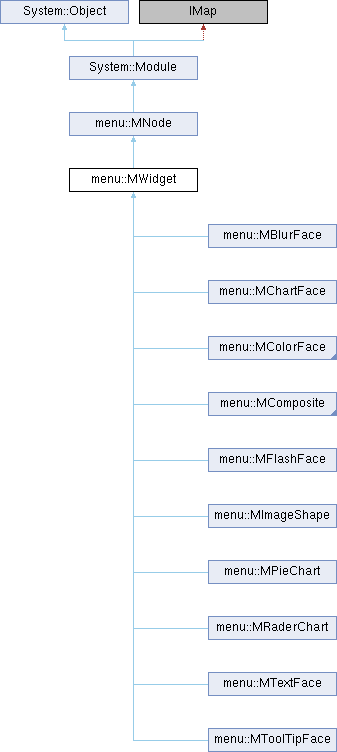 System::Object
IMap
System::Module
menu::MNode
menu::MWidget
menu::MBlurFace
menu::MChartFace
menu::MColorFace
menu::MComposite
menu::MFlashFace
menu::MImageShape
menu::MPieChart
menu::MRaderChart
menu::MTextFace
menu::MToolTipFace